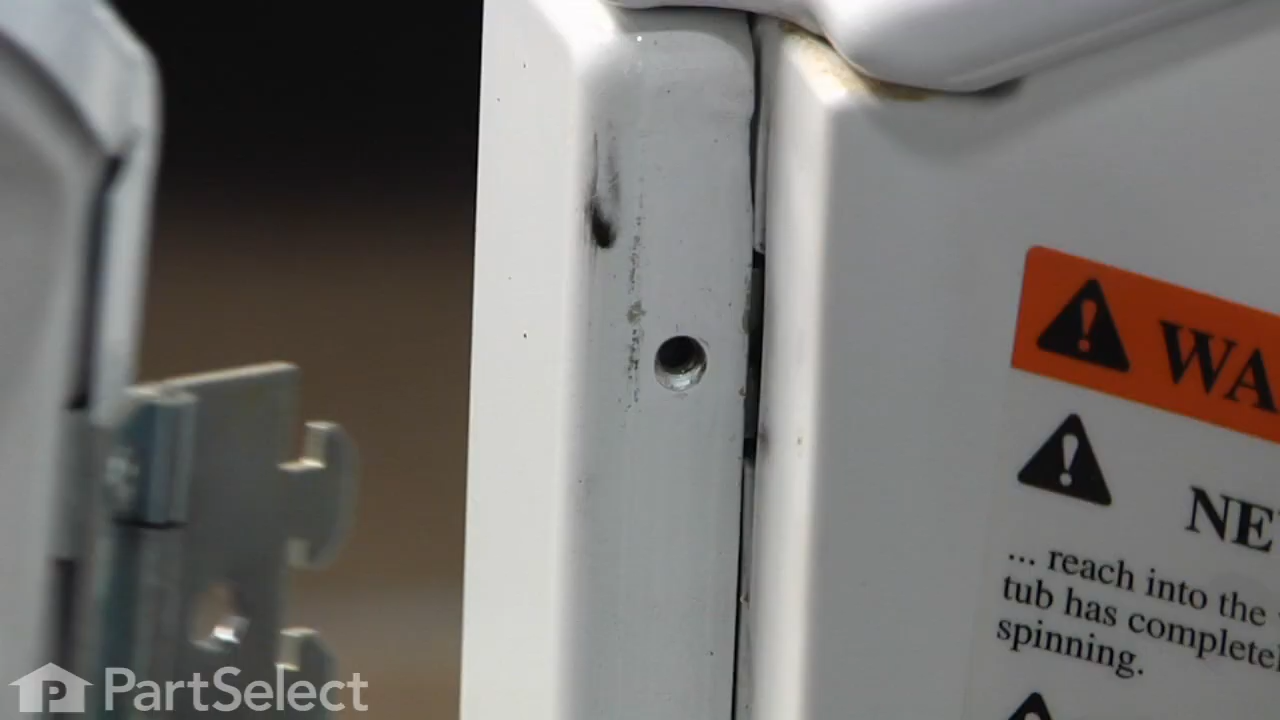 WA
NE
... reach into the
tub has complete
spinning.
PartSelect